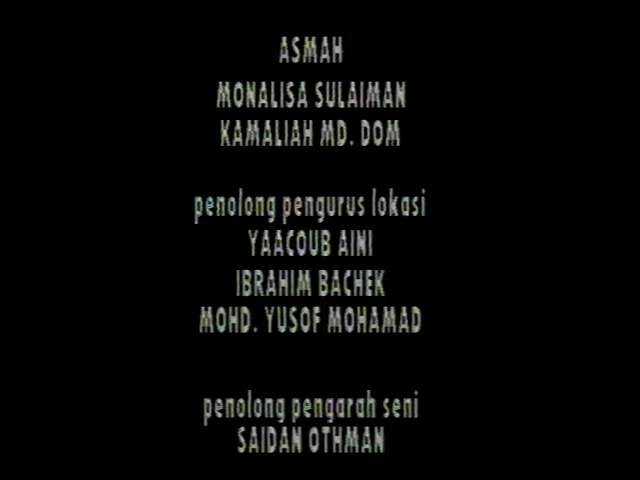 ASMAH
MONALISA SULAIMAN
KAMALIAH MD. DOM
penolong pengurus lokasi
YAACOUB AINI
IBRAHIM BACHEK
MOHD. YUSOF MOHAMAD
penolong pengarah seni
SAIDAN OTHMAN